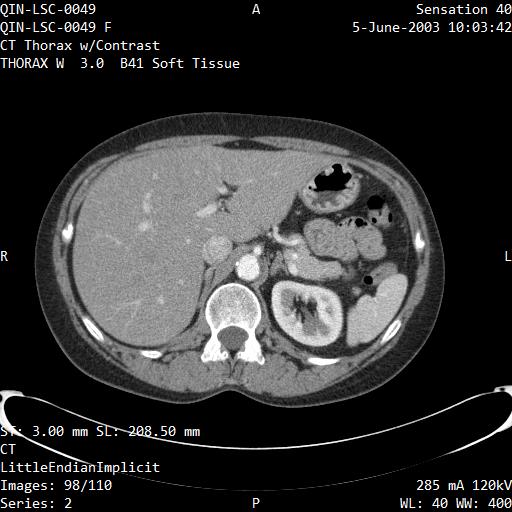 QIN-LSC-0049
A
Sensation 40
QIN-LSC-0049 F
5-June-2003 10:03:42
CT Thorax w/Contrast
THORAX W 3.0 B41 Soft Tissue
R
L
ST: 3.00 mm SL: 208.50 mm
CT
LittleEndianImplicit
Images: 98/110
285 mA 120kV
Series: 2
P
WL: 40 WW: 400